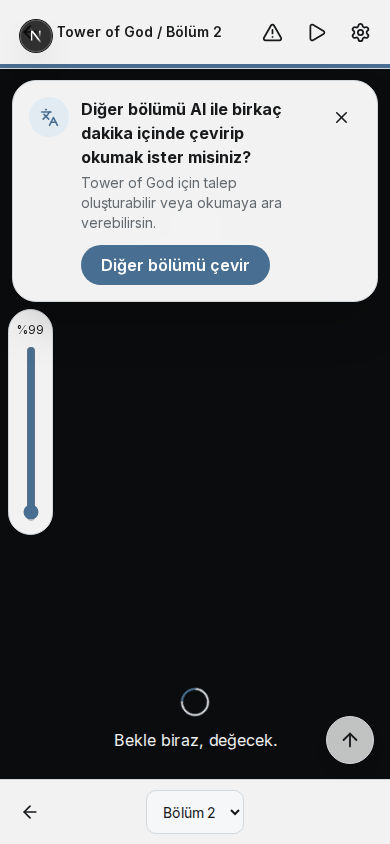 N
Tower of God / Bölüm 2
Diğer bölümü AI ile birkaç
dakika içinde çevirip
okumak ister misiniz?
Tower of God için talep
oluşturabilir veya okumaya ara
verebilirsin.
Diğer bölümü çevir
%99
Bekle biraz, değecek.
Bölüm 2